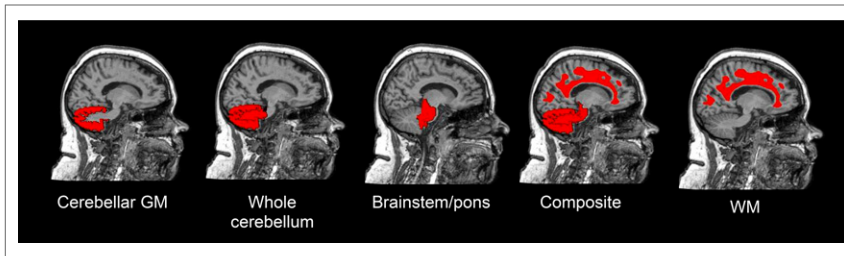 Cerebellar GM
Whole
cerebellum
Brainstem/pons
Composite
WM